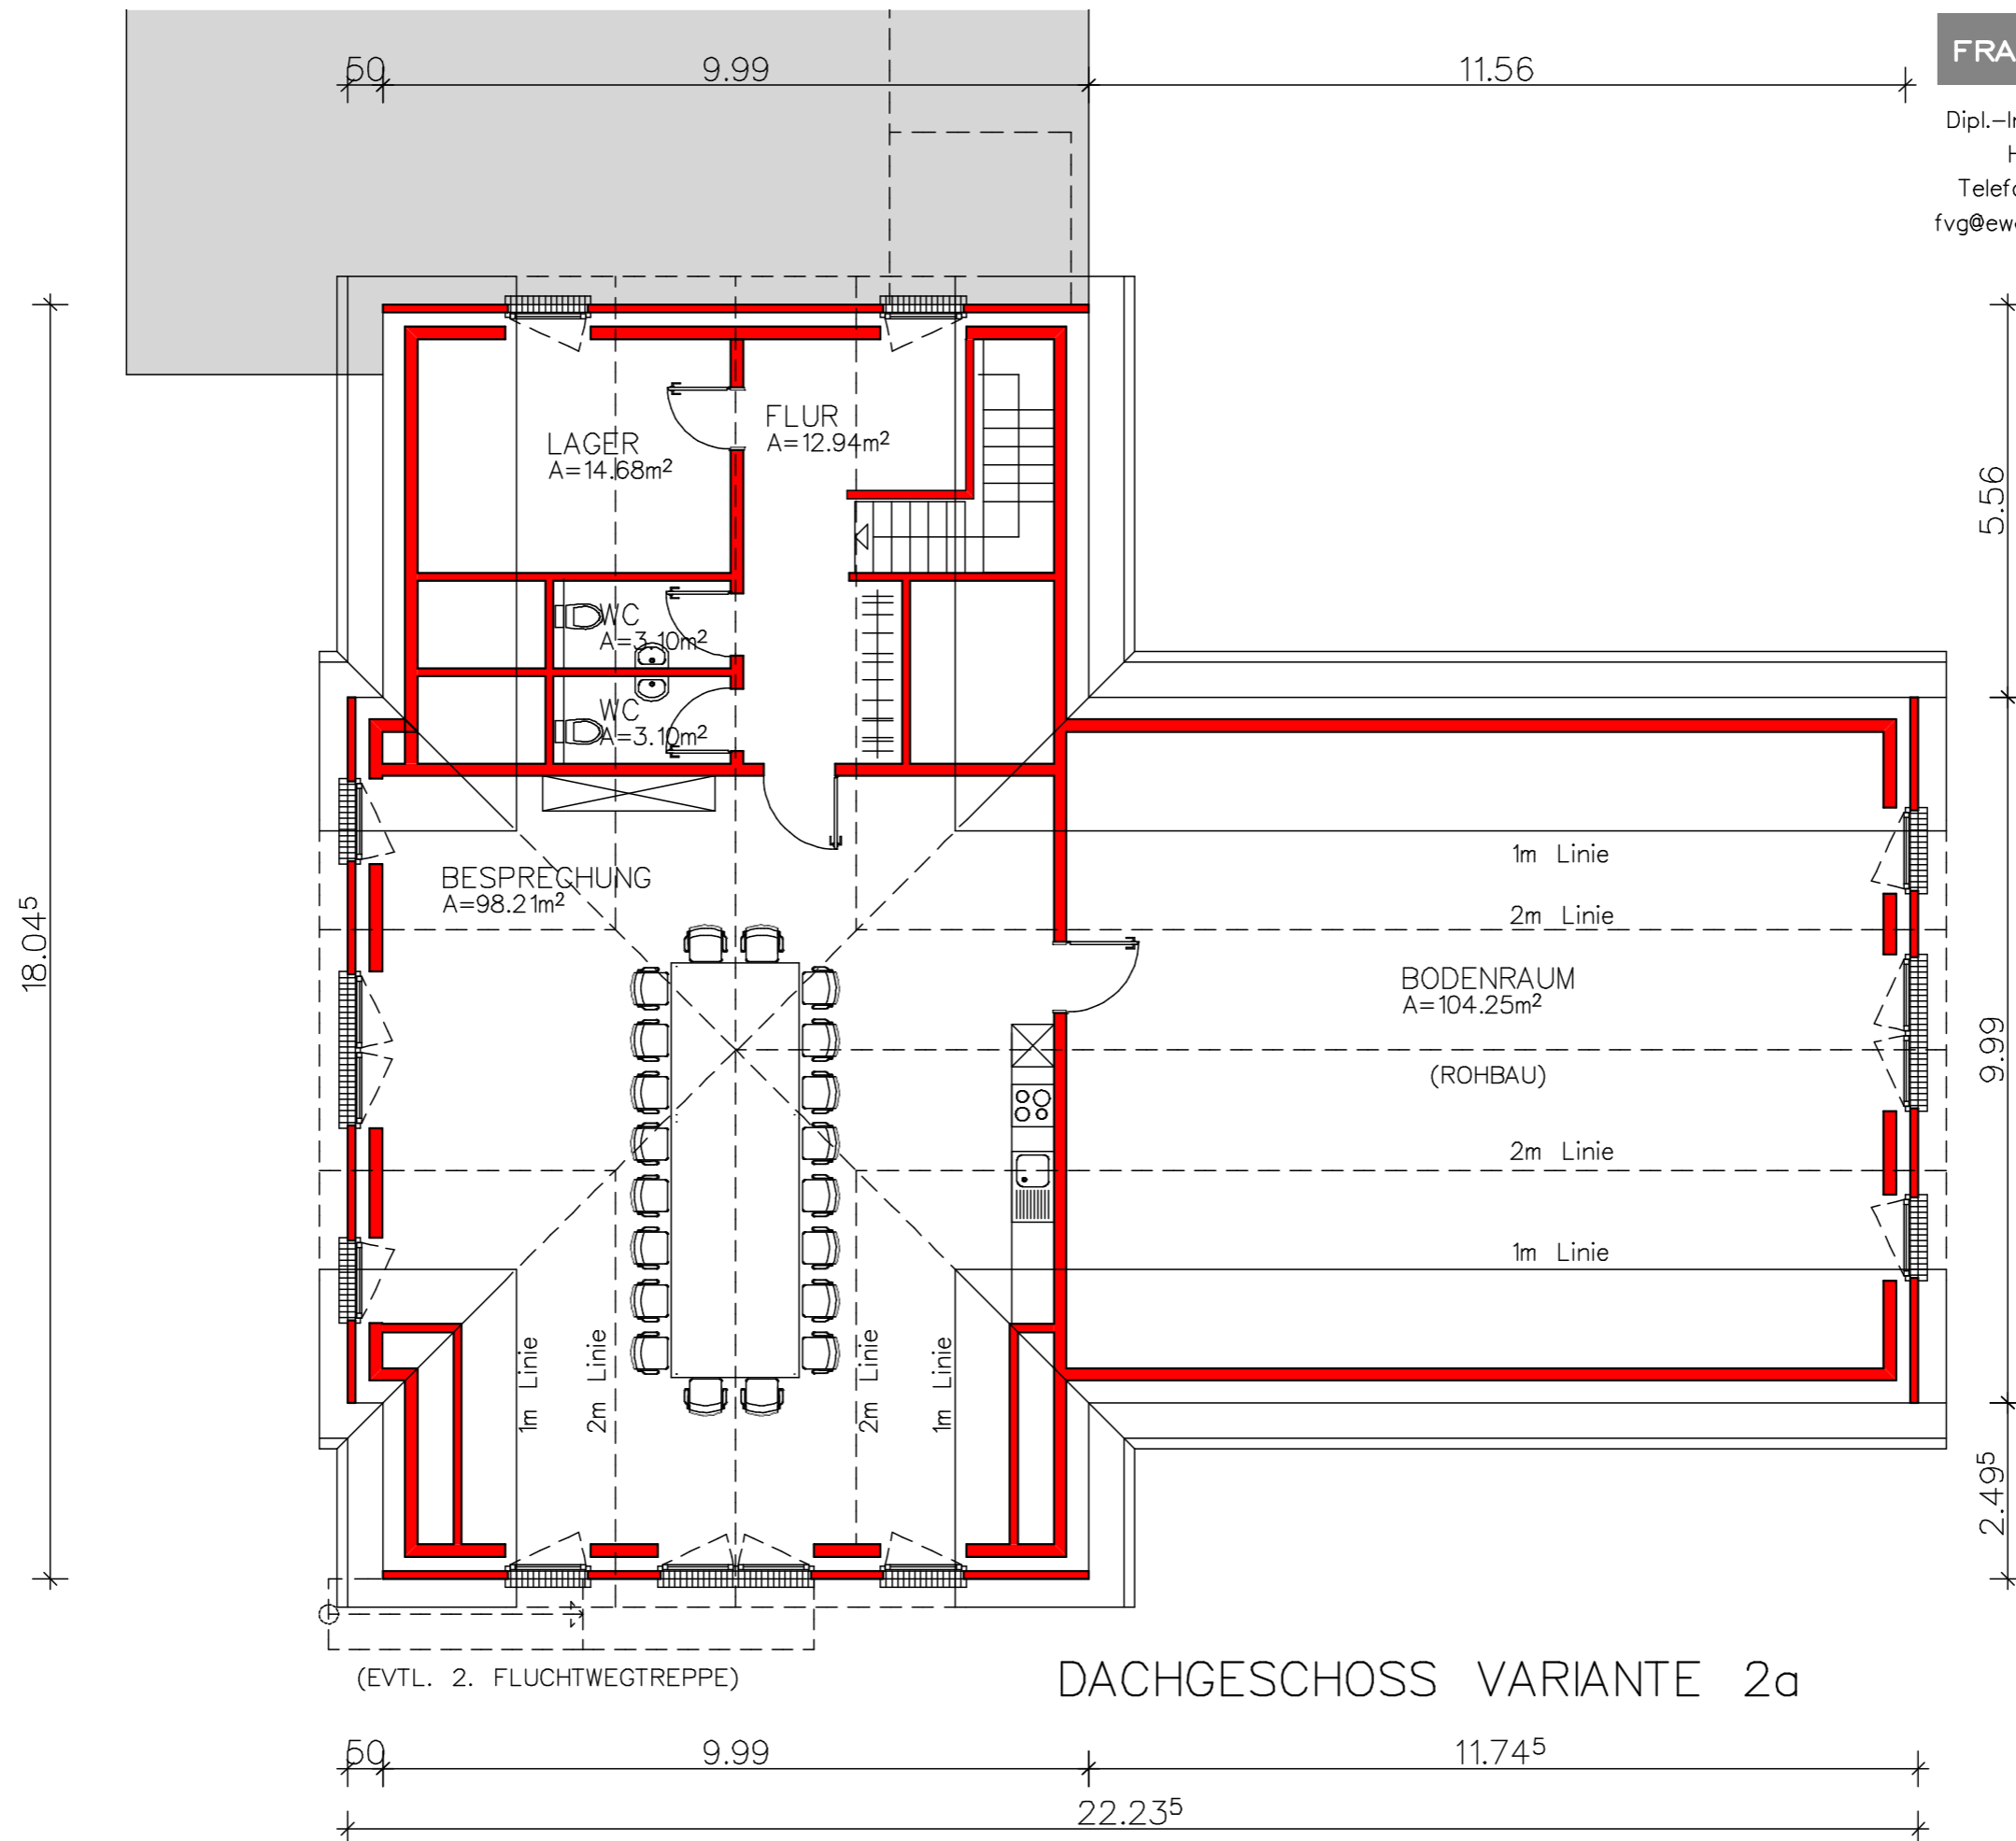 50
9.99
11.56
FRA
Dipl.-I
H
Telefo
fvg@ew
LAGER
A=14.68m²
FLUR
A=12.94m²
5.56
WC
A=3.10m²
WC
A=3.10m²
BESPRECHUNG
A=98.21m²
18.04⁵
1m Linie
2m Linie
BODENRAUM
A=104.25m²
(ROHBAU)
9.99
2m Linie
1m Linie
1m Linie
2m Linie
2m Linie
1m Linie
2.49⁵
(EVTL. 2. FLUCHTWEGTREPPE)
DACHGESCHOSS VARIANTE 2a
50
9.99
11.74⁵
22.23⁵